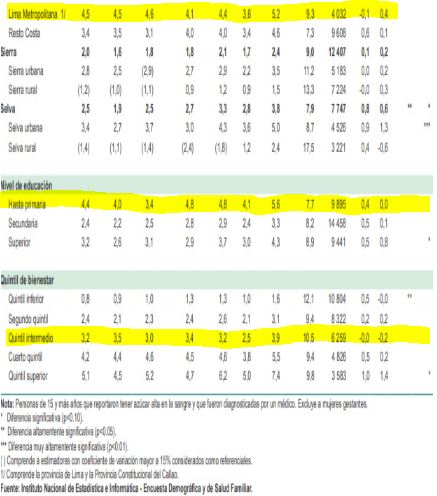 Lima Metropolitana 1/ 4,5 4,5 4,6 4,1 4,4 3,6 5,2 9,3 4 032 -0,1 0,4
Resto Costa 3,4 3,5 3,1 4,0 4,0 3,4 4,6 7,3 9 608 0,6 0,1
Sierra 2,0 1,6 1,8 1,8 2,1 1,7 2,4 9,0 12 407 0,1 0,2
Sierra urbana 2,8 2,5 (2,9) 2,7 2,9 2,2 3,5 11,2 5 183 0,0 0,2
Sierra rural (1,2) (1,0) (1,1) 0,9 1,2 0,9 1,5 13,3 7 224 -0,0 0,3
Selva 2,5 1,9 2,5 2,7 3,3 2,8 3,8 7,9 7 747 0,8 0,6 ** *
Selva urbana 3,4 2,7 3,7 3,0 4,3 3,6 5,0 8,7 4 526 0,9 1,3 ***
Selva rural (1,4) (1,1) (1,4) (2,4) (1,8) 1,2 2,4 17,5 3 221 0,4 -0,6
Nivel de educación
Hasta primaria 4,4 4,0 3,4 4,8 4,8 4,1 5,6 7,7 9 895 0,4 0,0
Secundaria 2,4 2,2 2,5 2,8 2,9 2,4 3,3 8,2 14 458 0,5 0,1
Superior 3,2 2,6 3,1 2,9 3,7 3,0 4,3 8,9 9 441 0,5 0,8 *
Quintil de bienestar
Quintil inferior 0,8 0,9 1,0 1,3 1,3 1,0 1,6 12,1 10 804 0,5 -0,0 **
Segundo quintil 2,4 2,1 2,3 2,4 2,6 2,1 3,1 9,4 8 322 0,2 0,2
Quintil intermedio 3,2 3,5 3,0 3,4 3,2 2,5 3,9 10,5 6 259 -0,0 -0,2
Cuarto quintil 4,2 4,4 4,6 4,5 4,6 3,8 5,5 9,4 4 826 0,5 0,2
Quintil superior 5,1 4,5 5,2 4,7 6,2 5,0 7,4 9,8 3 583 1,0 1,4 *
Nota: Personas de 15 y más años que reportaron tener azúcar alta en la sangre y que fueron diagnosticadas por un médico. Excluye a mujeres gestantes.
* Diferencia significativa (p<0.10).
** Diferencia altamentente significativa (p<0.05).
*** Diferencia muy altamentente significativa (p<0.01).
( ) Comprende a estimadores con coeficiente de variación mayor a 15% considerados como referenciales.
1/ Comprende la provincia de Lima y la Provincia Constitucional del Callao.
Fuente: Instituto Nacional de Estadística e Informática - Encuesta Demográfica y de Salud Familiar.